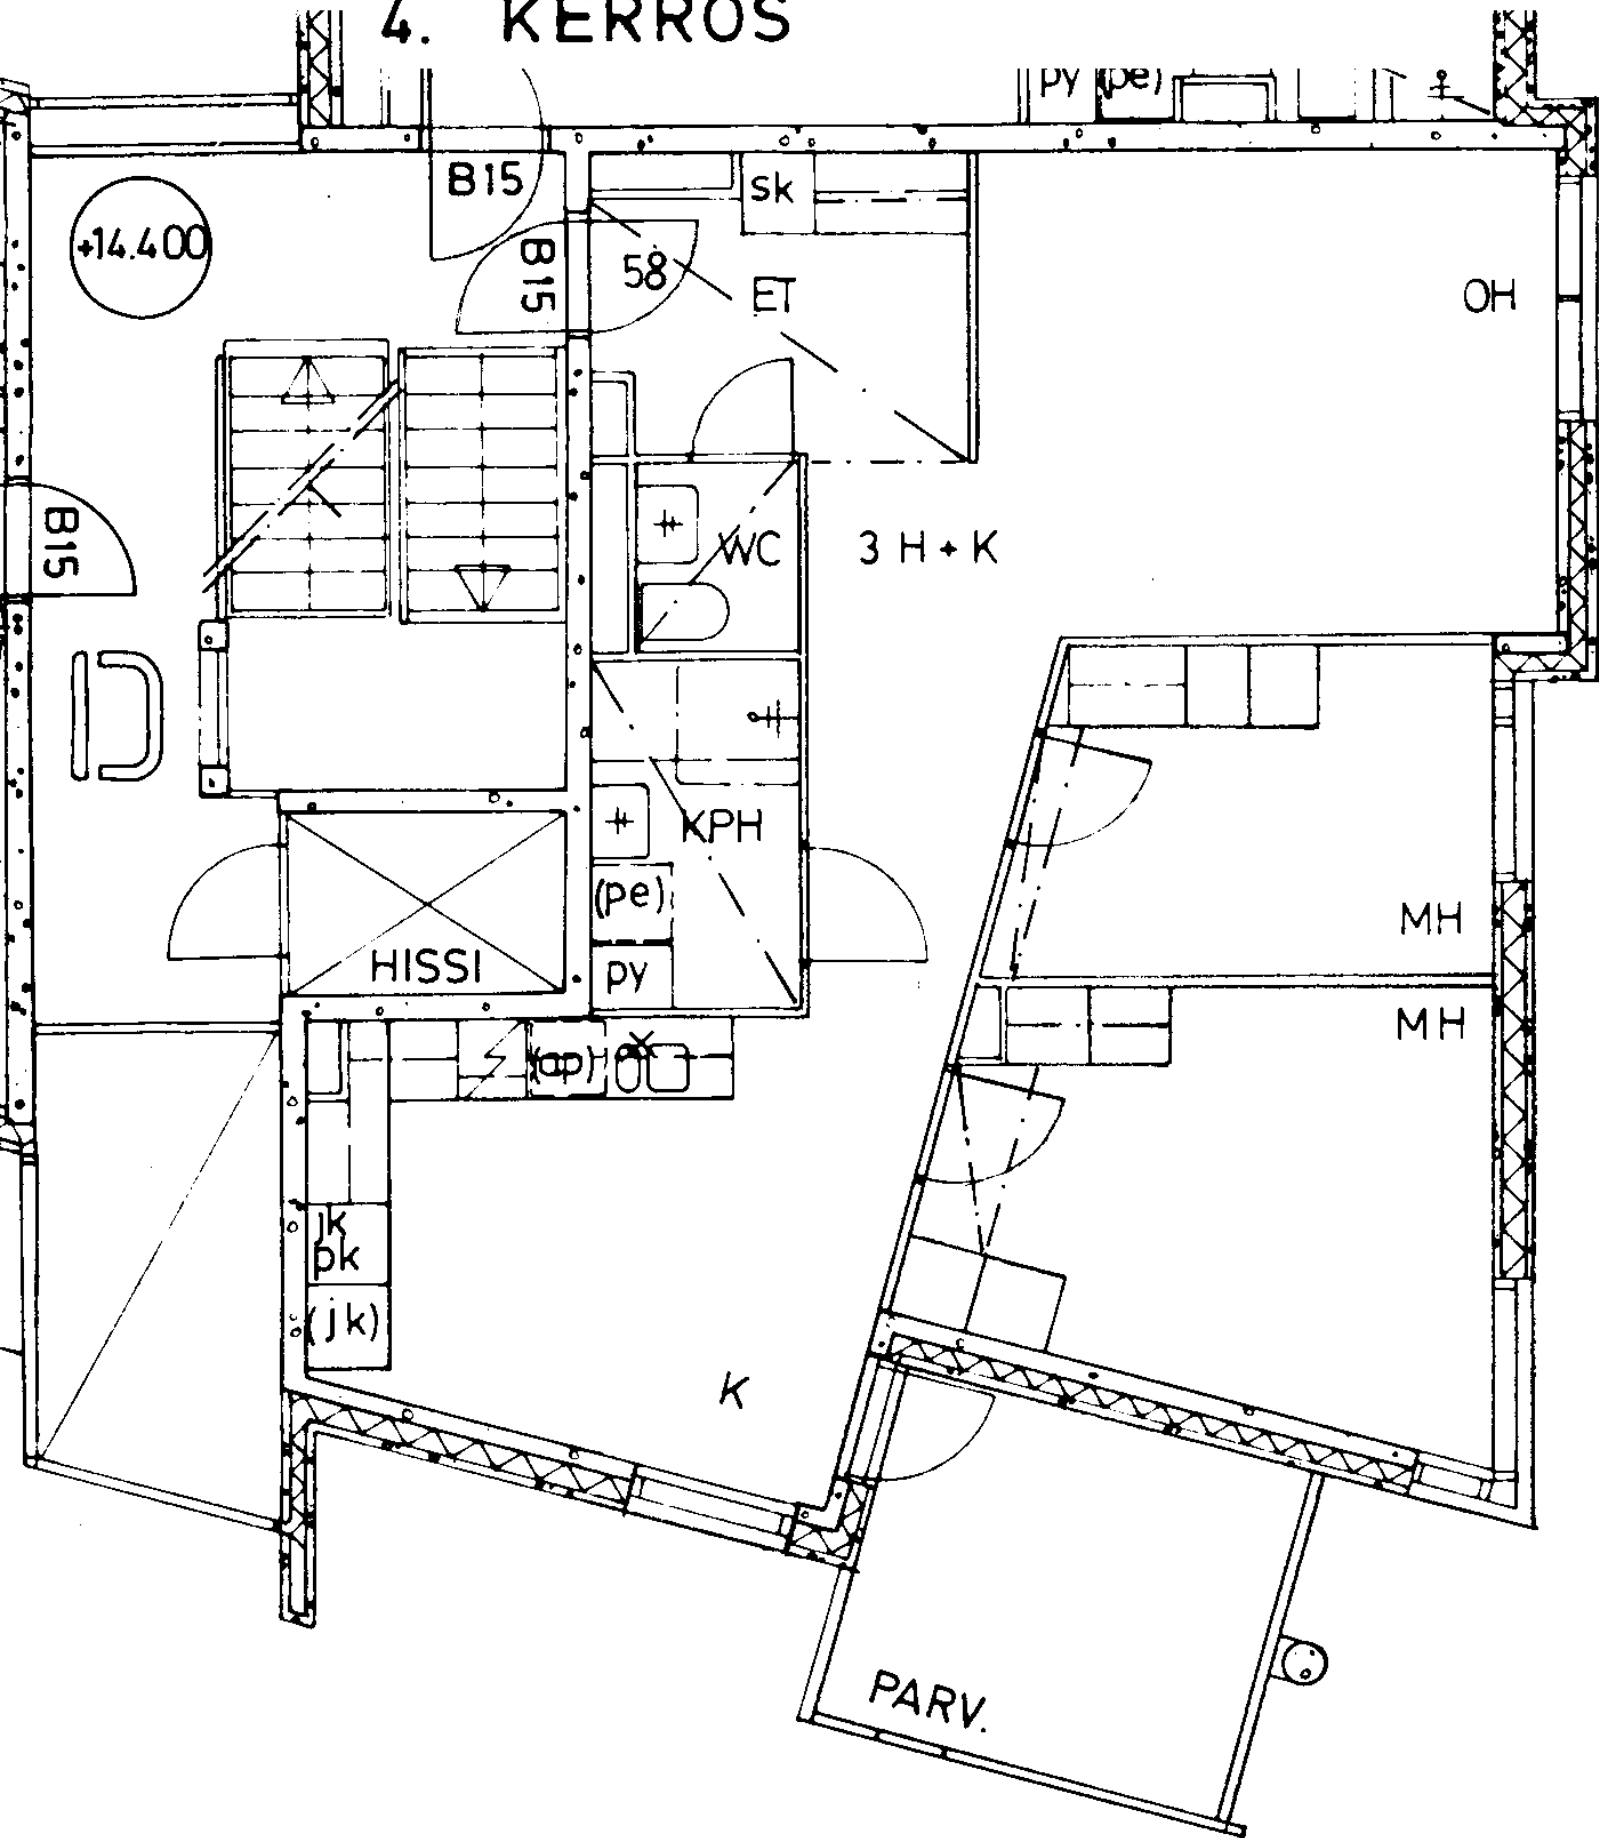 4. KERROS
py (pe)
B15
sk
+14.400
B15
58
ET
OH
B15
WC
3 H + K
KPH
(pe)
MH
HISSI
py
MH
(ap)
jk
pk
(jk)
K
PARV.